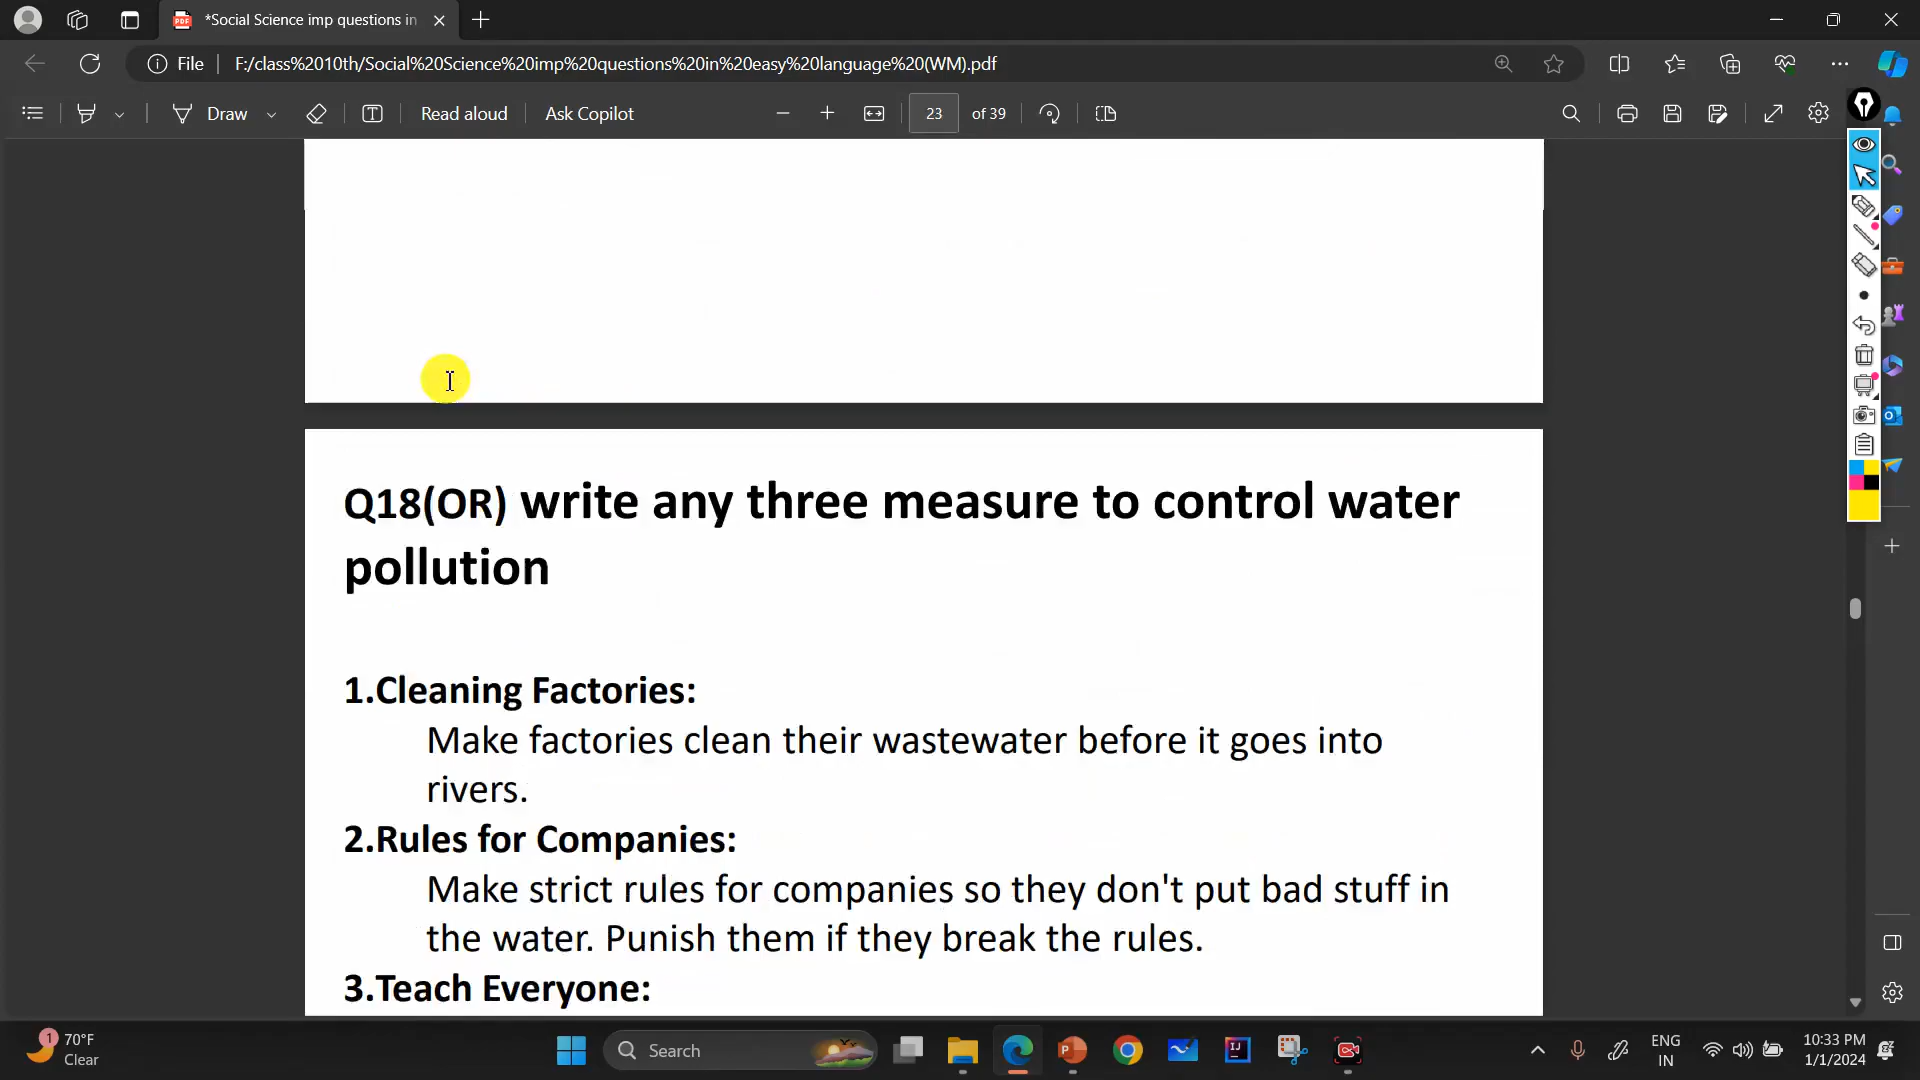 *Social Science imp questions in
File
F:/class%2010th/Social%20Science%20imp%20questions%20in%20easy%20language%20(WM).pdf
Draw
Read aloud
Ask Copilot
23
of 39
Q18(OR) write any three measure to control water
pollution
1.Cleaning Factories:
Make factories clean their wastewater before it goes into
rivers.
2.Rules for Companies:
Make strict rules for companies so they don't put bad stuff in
the water. Punish them if they break the rules.
3.Teach Everyone:
1
70°F
Clear
Search
ENG
IN
10:33 PM
1/1/2024